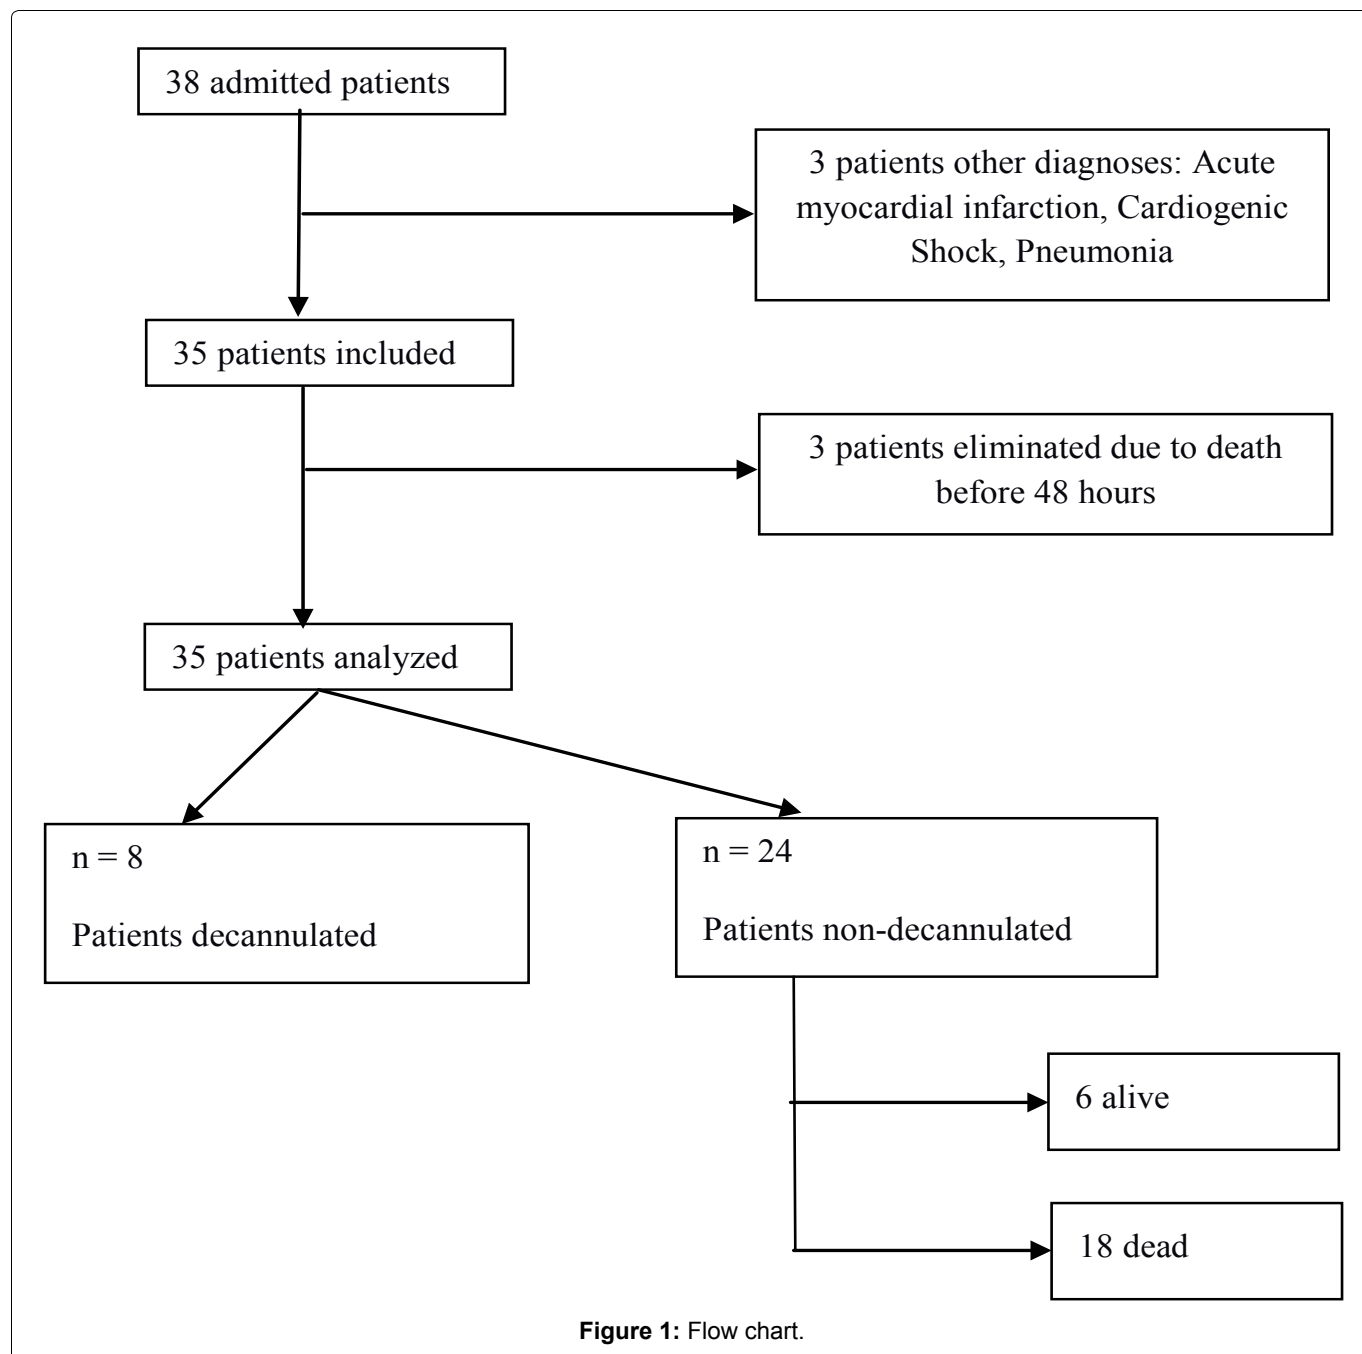 38 admitted patients
3 patients other diagnoses: Acute
myocardial infarction, Cardiogenic
Shock, Pneumonia
35 patients included
3 patients eliminated due to death
before 48 hours
35 patients analyzed
n = 8
Patients decannulated
n = 24
Patients non-decannulated
6 alive
18 dead
Figure 1: Flow chart.